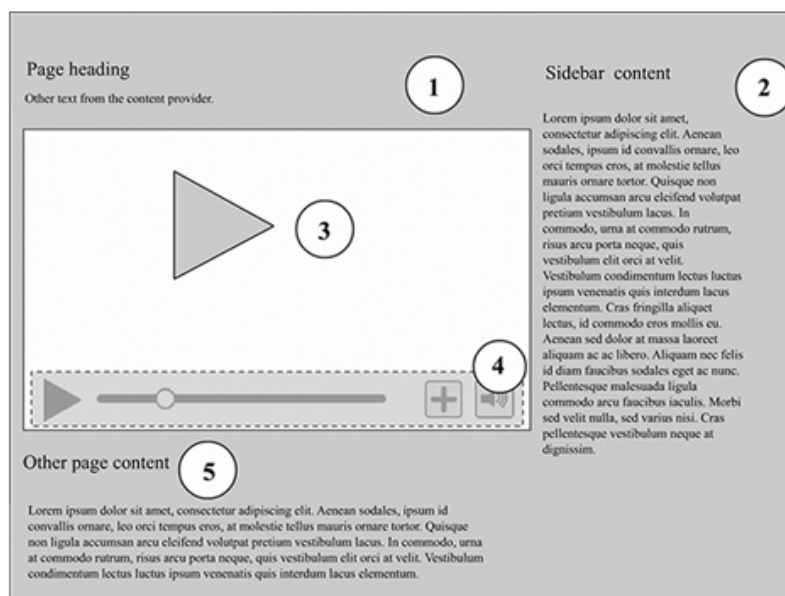 Page heading
1
Other text from the content provider.
Sidebar content
2
Lorem ipsum dolor sit amet,
consectetur adipiscing elit. Aenean
sodales, ipsum id convallis ornare, leo
orci tempus eros, at molestie tellus
mauris ornare tortor. Quisque non
ligula accumsan arcu eleifend volutpat
pretium vestibulum lacus. In
commodo, urna at commodo rutrum,
risus arcu porta neque, quis
vestibulum elit orci at velit.
Vestibulum condimentum lectus luctus
ipsum venenatis quis interdum lacus
elementum. Cras fringilla aliquet
lectus, id commodo eros mollis eu.
Aenean sed dolor at massa laoreet
aliquam ac ac libero. Aliquam nec felis
id diam faucibus sodales eget ac nunc.
Pellentesque malesuada ligula
commodo arcu faucibus iaculis. Morbi
sed velit nulla, sed varius nisi. Cras
pellentesque vestibulum neque at
dignissim.
3
4
Other page content
5
Lorem ipsum dolor sit amet, consectetur adipiscing elit. Aenean sodales, ipsum id
convallis ornare, leo orci tempus eros, at molestie tellus mauris ornare tortor. Quisque
non ligula accumsan arcu eleifend volutpat pretium vestibulum lacus. In commodo, urna
at commodo rutrum, risus arcu porta neque, quis vestibulum elit orci at velit. Vestibulum
condimentum lectus luctus ipsum venenatis quis interdum lacus elementum.